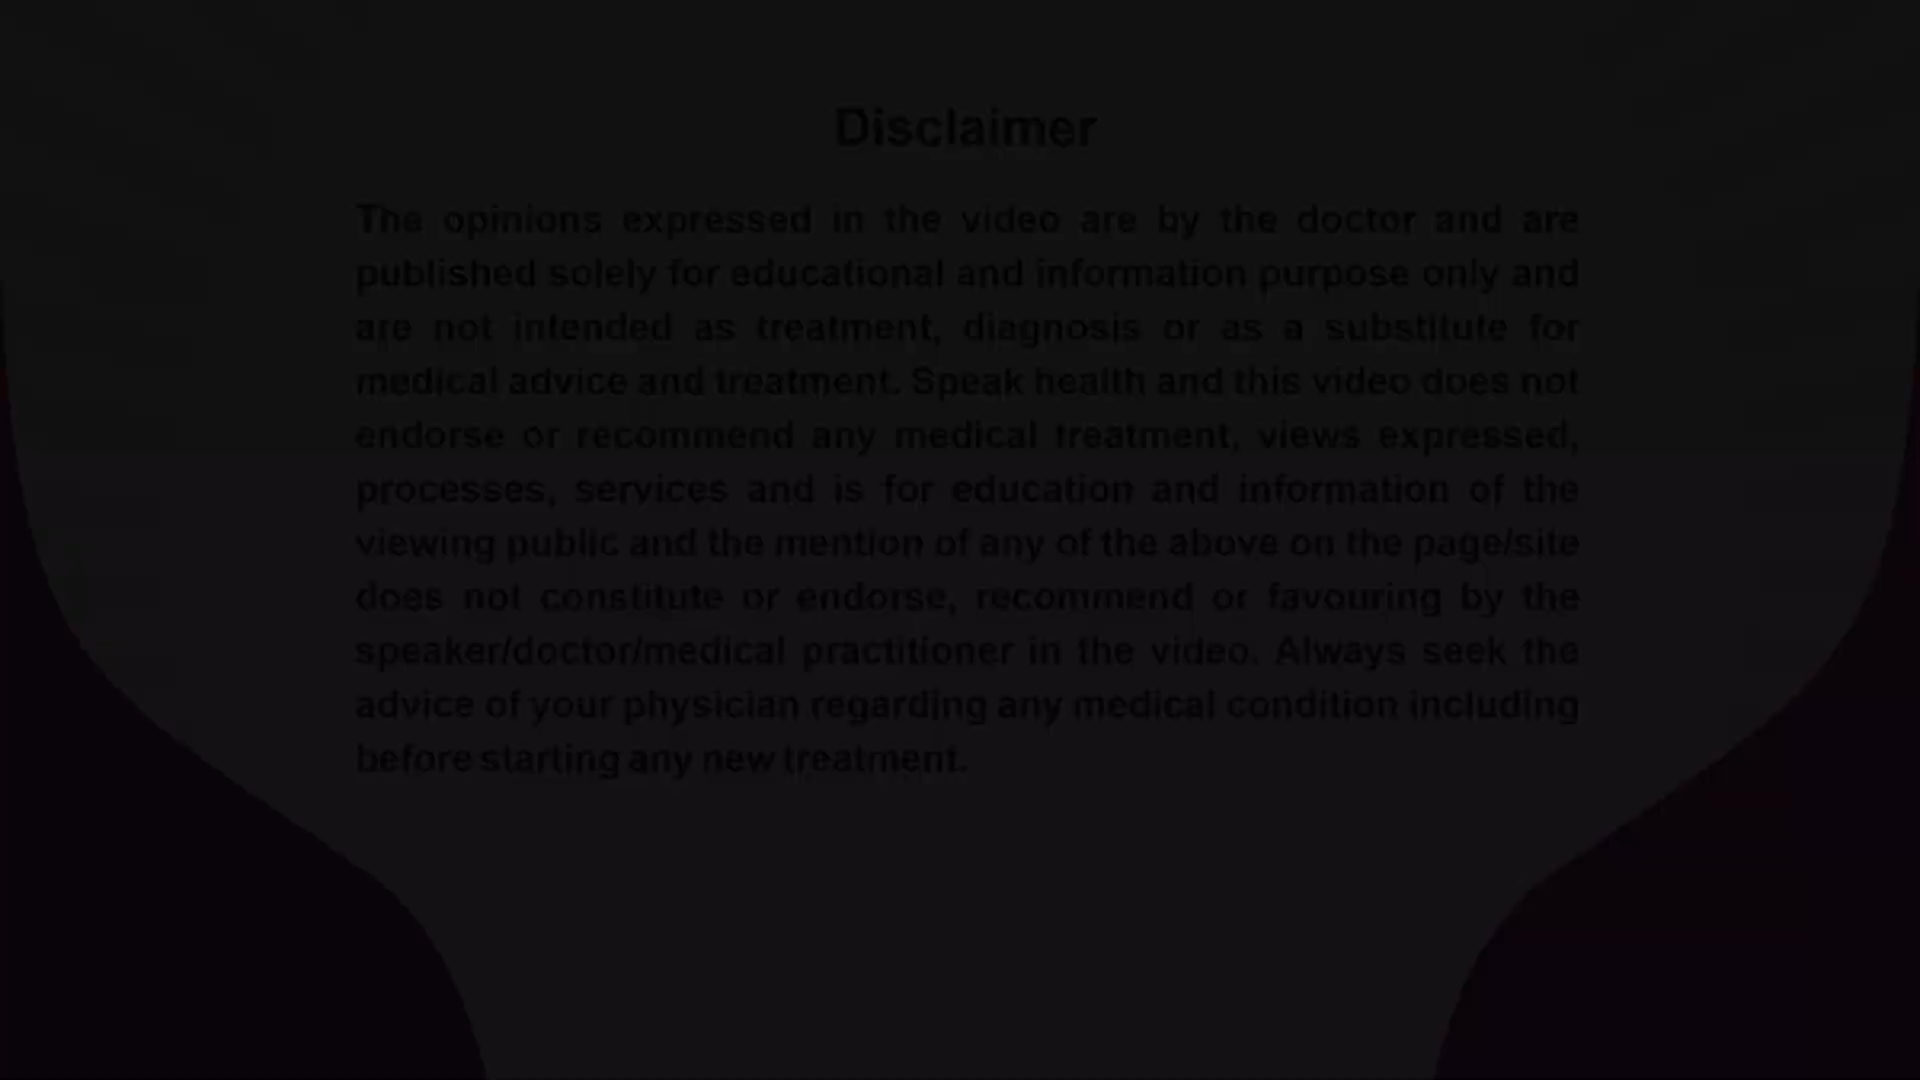 Disclaimer
The opinions expressed in the video are by the doctor and are
published solely for educational and information purpose only and
are not intended as treatment, diagnosis or as a substitute for
medical advice and treatment. Speak health and this video does not
endorse or recommend any medical treatment, views expressed,
processes, services and is for education and information of the
viewing public and the mention of any of the above on the page/site
does not constitute or endorse, recommend or favouring by the
speaker/doctor/medical practitioner in the video. Always seek the
advice of your physician regarding any medical condition including
before starting any new treatment.